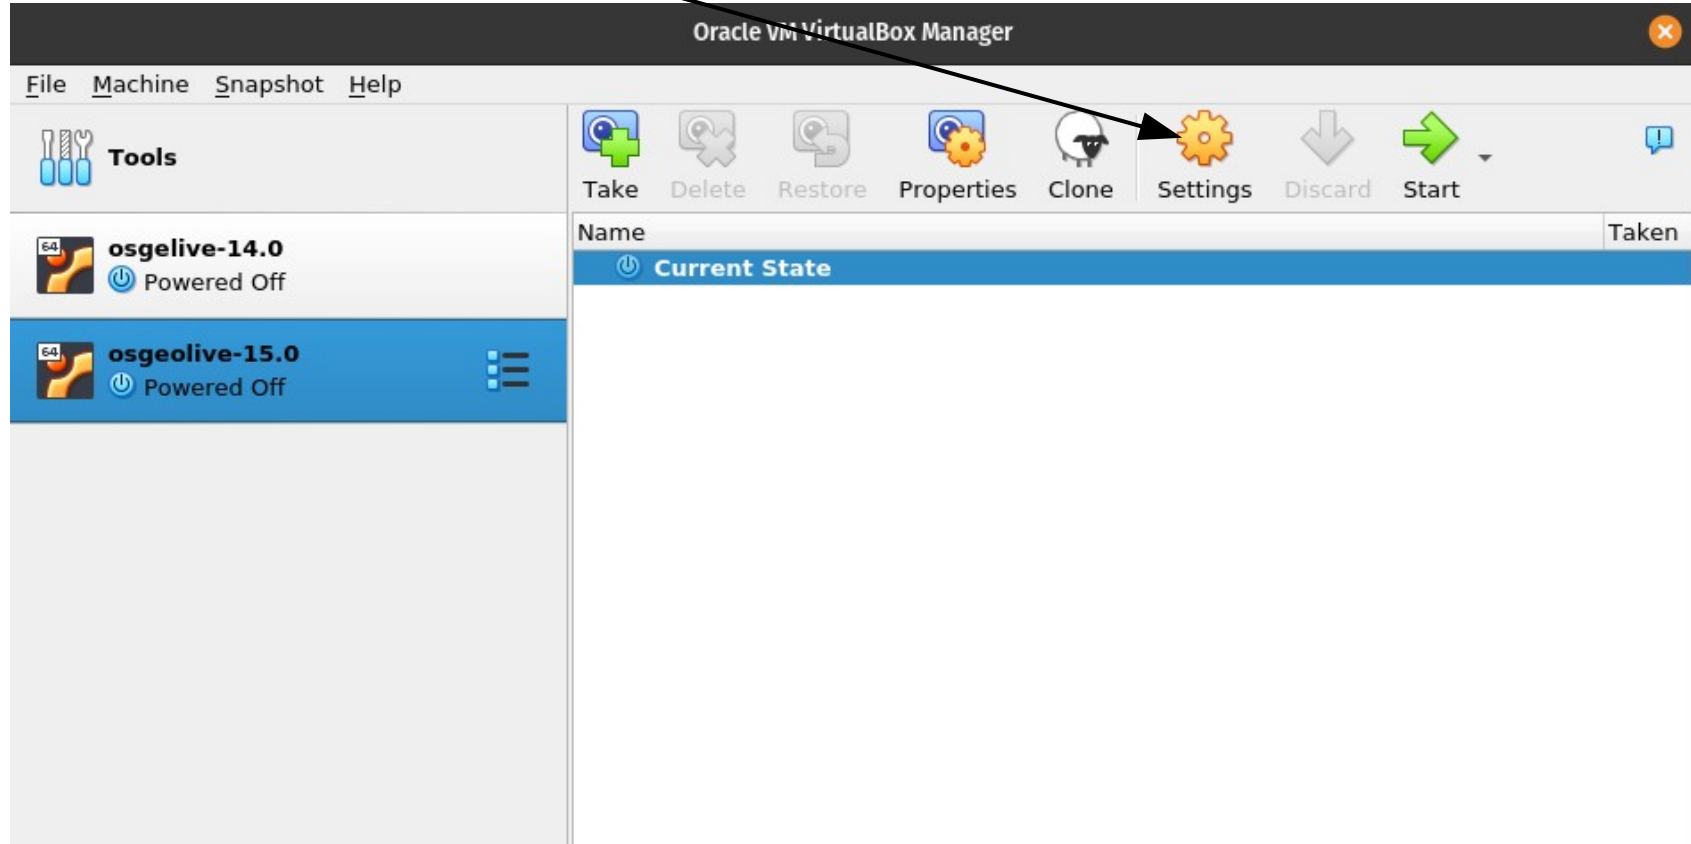 Oracle VM VirtualBox Manager
File Machine Snapshot Help
Tools
Take Delete Restore Properties Clone Settings Discard Start
Name Taken
Current State
64
osgelive-14.0
Powered Off
64
osgeolive-15.0
Powered Off